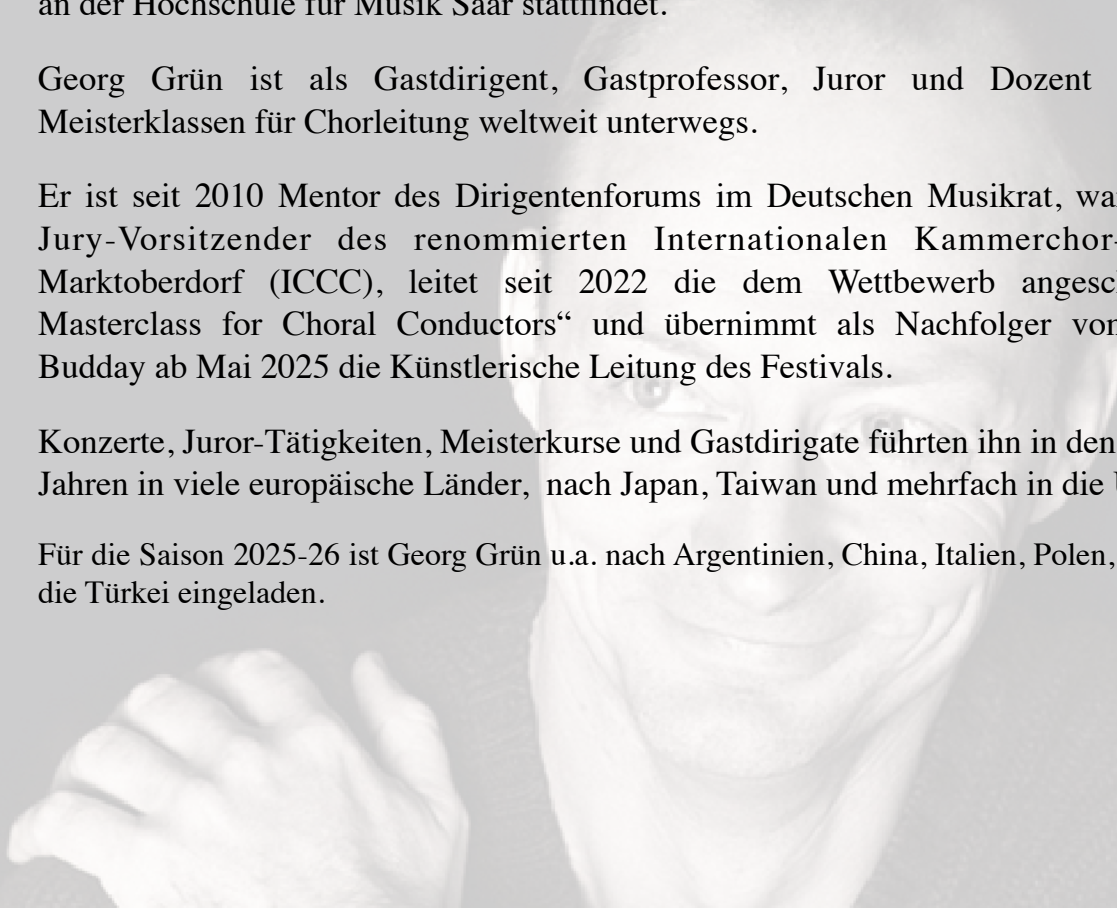 an der Hochschule für Musik Saar stattfindet.
Georg Grün ist als Gastdirigent, Gastprofessor, Juror und Dozent
Meisterklassen für Chorleitung weltweit unterwegs.
Er ist seit 2010 Mentor des Dirigentenforums im Deutschen Musikrat,
Jury-Vorsitzender des renommierten Internationalen Kammerchor-
Marktoberdorf (ICCC), leitet seit 2022 die dem Wettbewerb
Masterclass for Choral Conductors“ und übernimmt als Nachfolger
Budday ab Mai 2025 die Künstlerische Leitung des Festivals.
Konzerte, Juror-Tätigkeiten, Meisterkurse und Gastdirigate führten ihn in den
Jahren in viele europäische Länder, nach Japan, Taiwan und mehrfach in die
Für die Saison 2025-26 ist Georg Grün u.a. nach Argentinien, China, Italien, Polen,
die Türkei eingeladen.